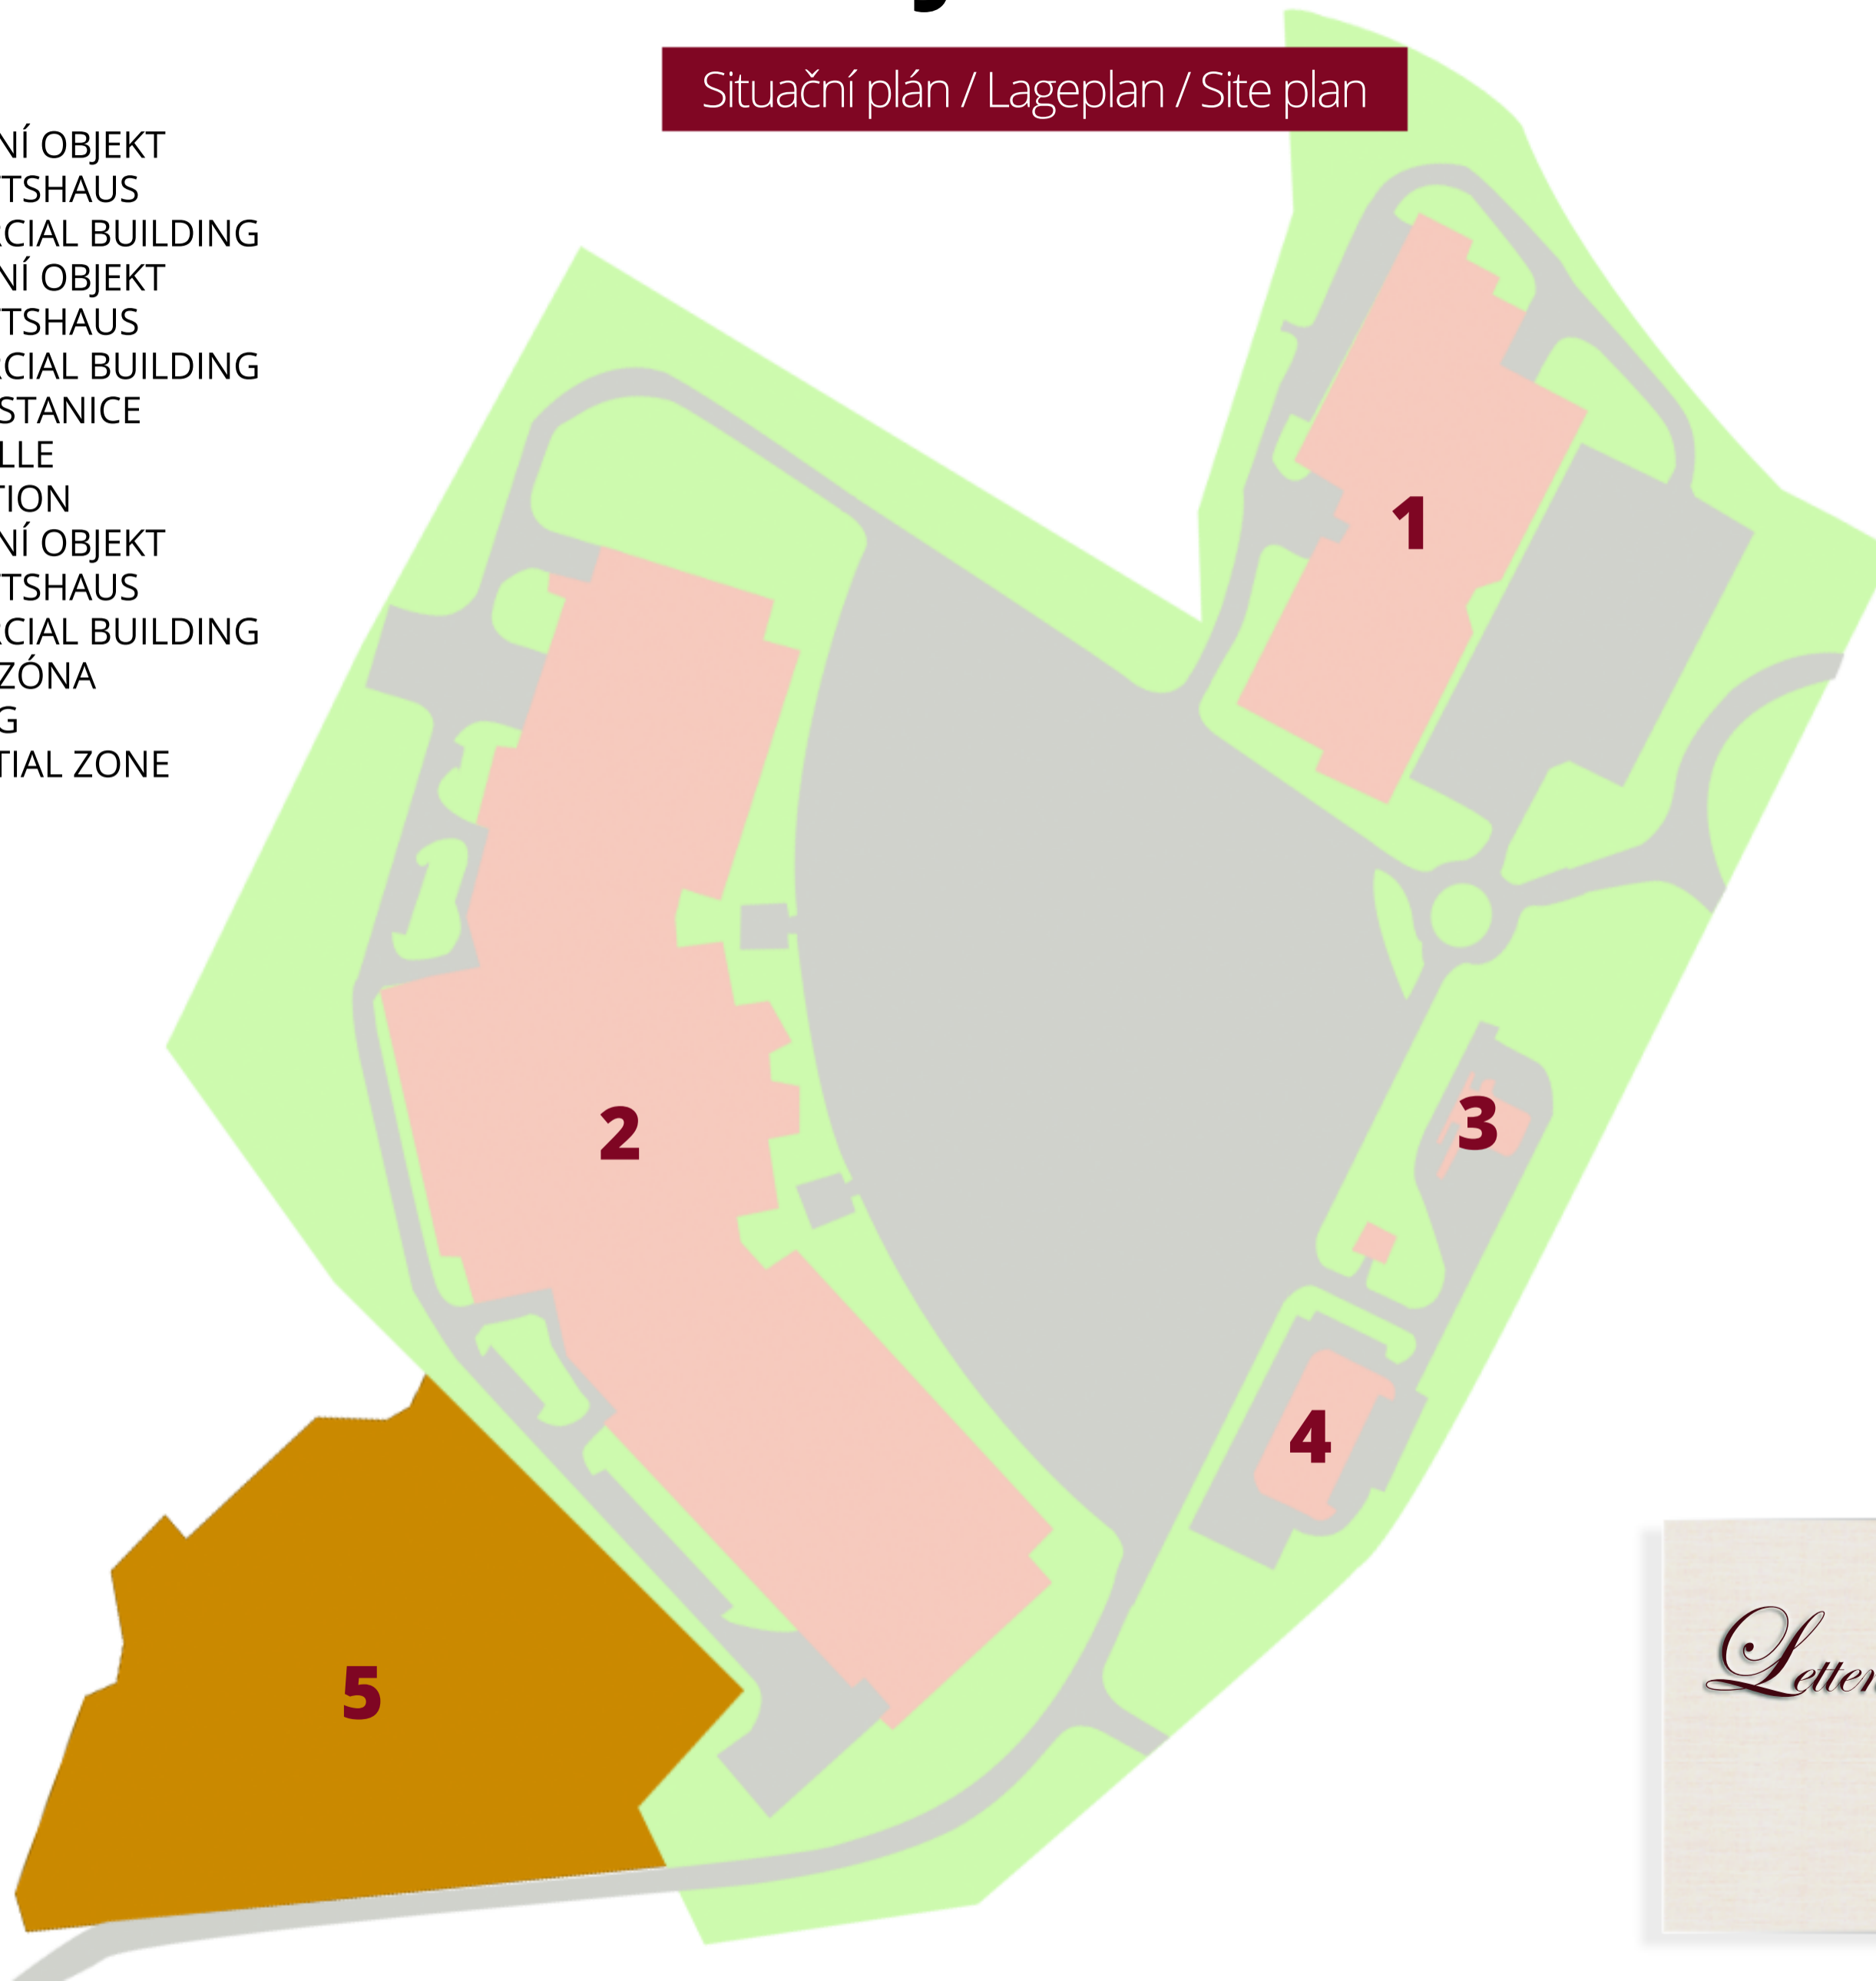 Situační plán / Lageplan / Site plan
NÍ OBJEKT
TSHAUS
CIAL BUILDING
NÍ OBJEKT
TSHAUS
CIAL BUILDING
STANICE
LLE
TION
NÍ OBJEKT
TSHAUS
CIAL BUILDING
ZÓNA
G
TIAL ZONE
1
2
3
4
5
Letter